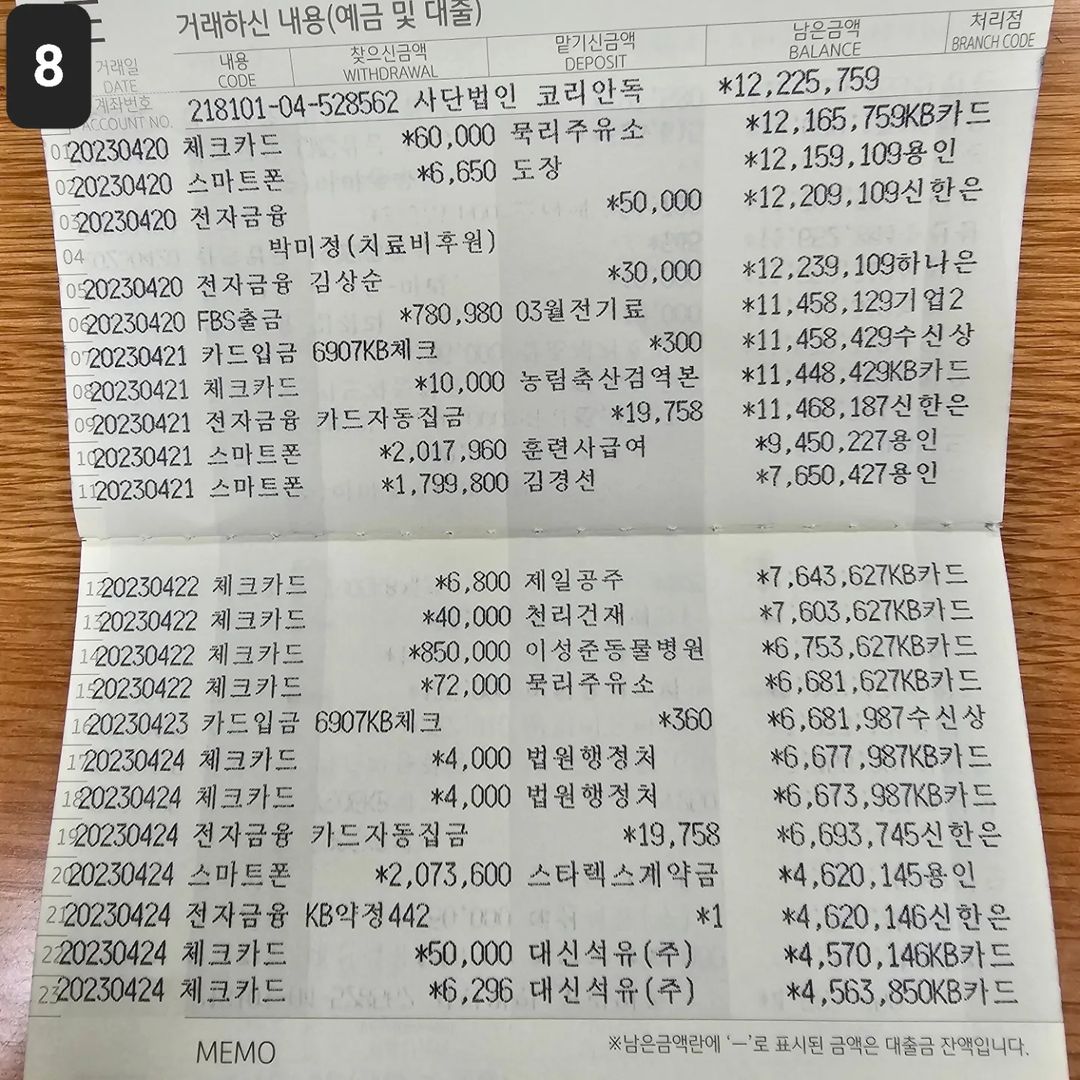 8
거래하신 내용(예금 및 대출)
거래일 DATE 내용 CODE 찾으신금액 WITHDRAWAL 맡기신금액 DEPOSIT 남은금액 BALANCE 처리점 BRANCH CODE
계좌번호 ACCOUNT NO. 218101-04-528562 사단법인 코리안독 *12,225,759
01 20230420 체크카드 *60,000 묵리주유소 *12,165,759KB카드
02 20230420 스마트폰 *6,650 도장 *12,159,109용인
03 20230420 전자금융 *50,000 *12,209,109신한은
04 박미정(치료비후원)
05 20230420 전자금융 김상순 *30,000 *12,239,109하나은
06 20230420 FBS출금 *780,980 03월전기료 *11,458,129기업2
07 20230421 카드입금 6907KB체크 *300 *11,458,429수신상
08 20230421 체크카드 *10,000 농림축산검역본 *11,448,429KB카드
09 20230421 전자금융 카드자동집금 *19,758 *11,468,187신한은
10 20230421 스마트폰 *2,017,960 훈련사급여 *9,450,227용인
11 20230421 스마트폰 *1,799,800 김경선 *7,650,427용인
12 20230422 체크카드 *6,800 제일공주 *7,643,627KB카드
13 20230422 체크카드 *40,000 천리건재 *7,603,627KB카드
14 20230422 체크카드 *850,000 이성준동물병원 *6,753,627KB카드
15 20230422 체크카드 *72,000 묵리주유소 *6,681,627KB카드
16 20230423 카드입금 6907KB체크 *360 *6,681,987수신상
17 20230424 체크카드 *4,000 법원행정처 *6,677,987KB카드
18 20230424 체크카드 *4,000 법원행정처 *6,673,987KB카드
19 20230424 전자금융 카드자동집금 *19,758 *6,693,745신한은
20 20230424 스마트폰 *2,073,600 스타렉스계약금 *4,620,145용인
21 20230424 전자금융 KB약정442 *1 *4,620,146신한은
22 20230424 체크카드 *50,000 대신석유(주) *4,570,146KB카드
23 20230424 체크카드 *6,296 대신석유(주) *4,563,850KB카드
MEMO ※남은금액란에 '―'로 표시된 금액은 대출금 잔액입니다.